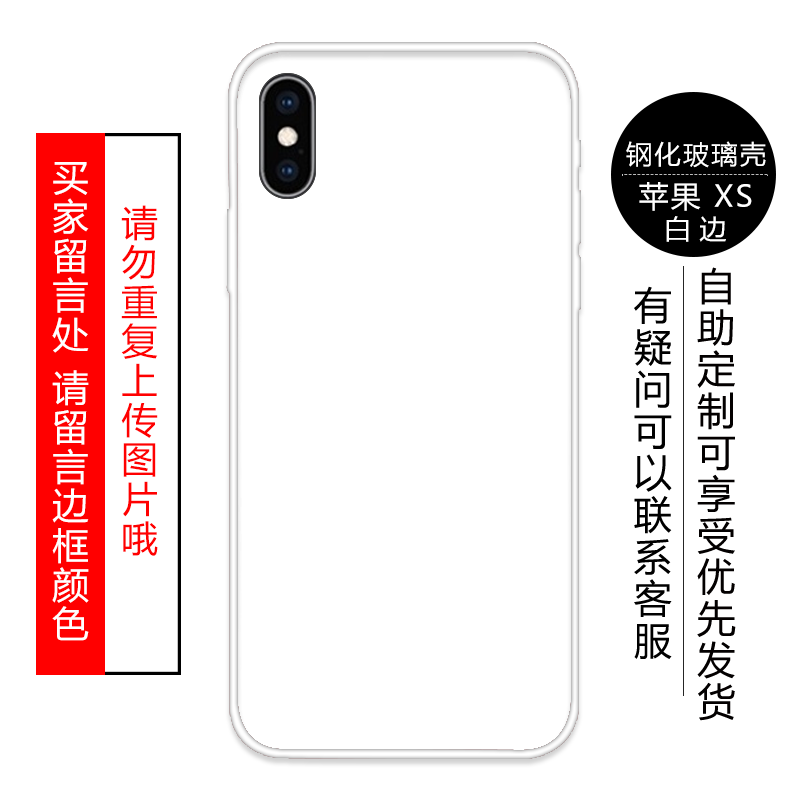 买家留言处 请留言边框颜色
请勿重复上传图片哦
钢化玻璃壳
苹果 XS
白边
自助定制可享受优先发货
有疑问可以联系客服